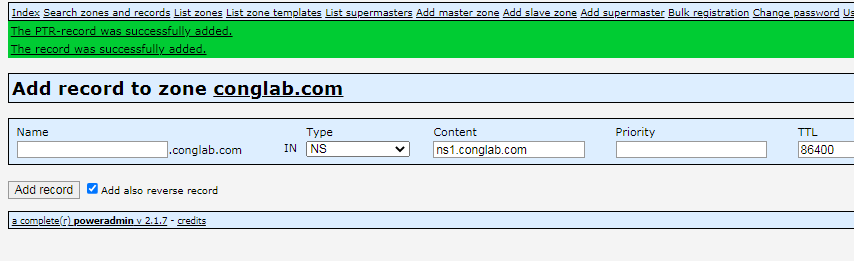 Index Search zones and records List zones List zone templates List supermasters Add master zone Add slave zone Add supermaster Bulk registration Change password Us
The PTR-record was successfully added.
The record was successfully added.
Add record to zone conglab.com
Name Type Content Priority TTL
.conglab.com IN NS ns1.conglab.com 86400
Add record Add also reverse record
a complete(r) poweradmin v 2.1.7 - credits